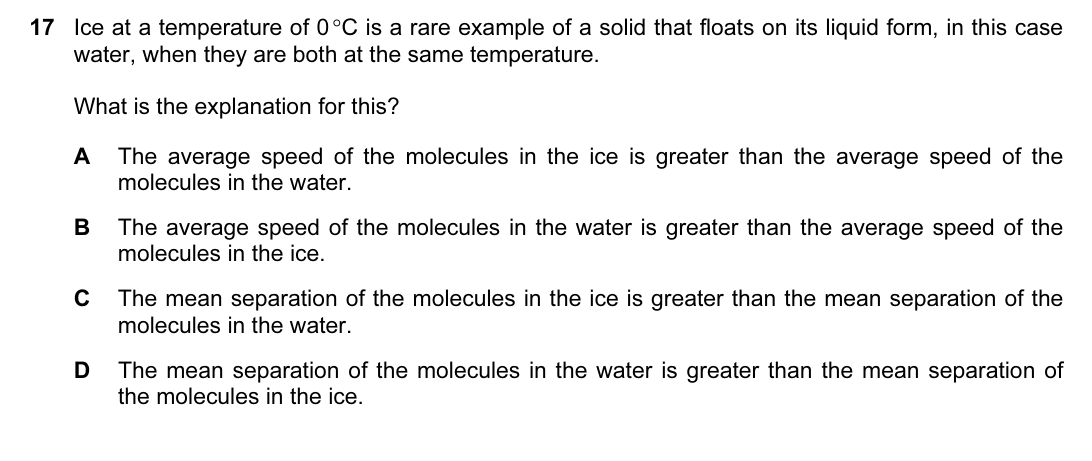 17 Ice at a temperature of 0 °C is a rare example of a solid that floats on its liquid form, in this case
water, when they are both at the same temperature.
What is the explanation for this?
A The average speed of the molecules in the ice is greater than the average speed of the
molecules in the water.
B The average speed of the molecules in the water is greater than the average speed of the
molecules in the ice.
C The mean separation of the molecules in the ice is greater than the mean separation of the
molecules in the water.
D The mean separation of the molecules in the water is greater than the mean separation of
the molecules in the ice.